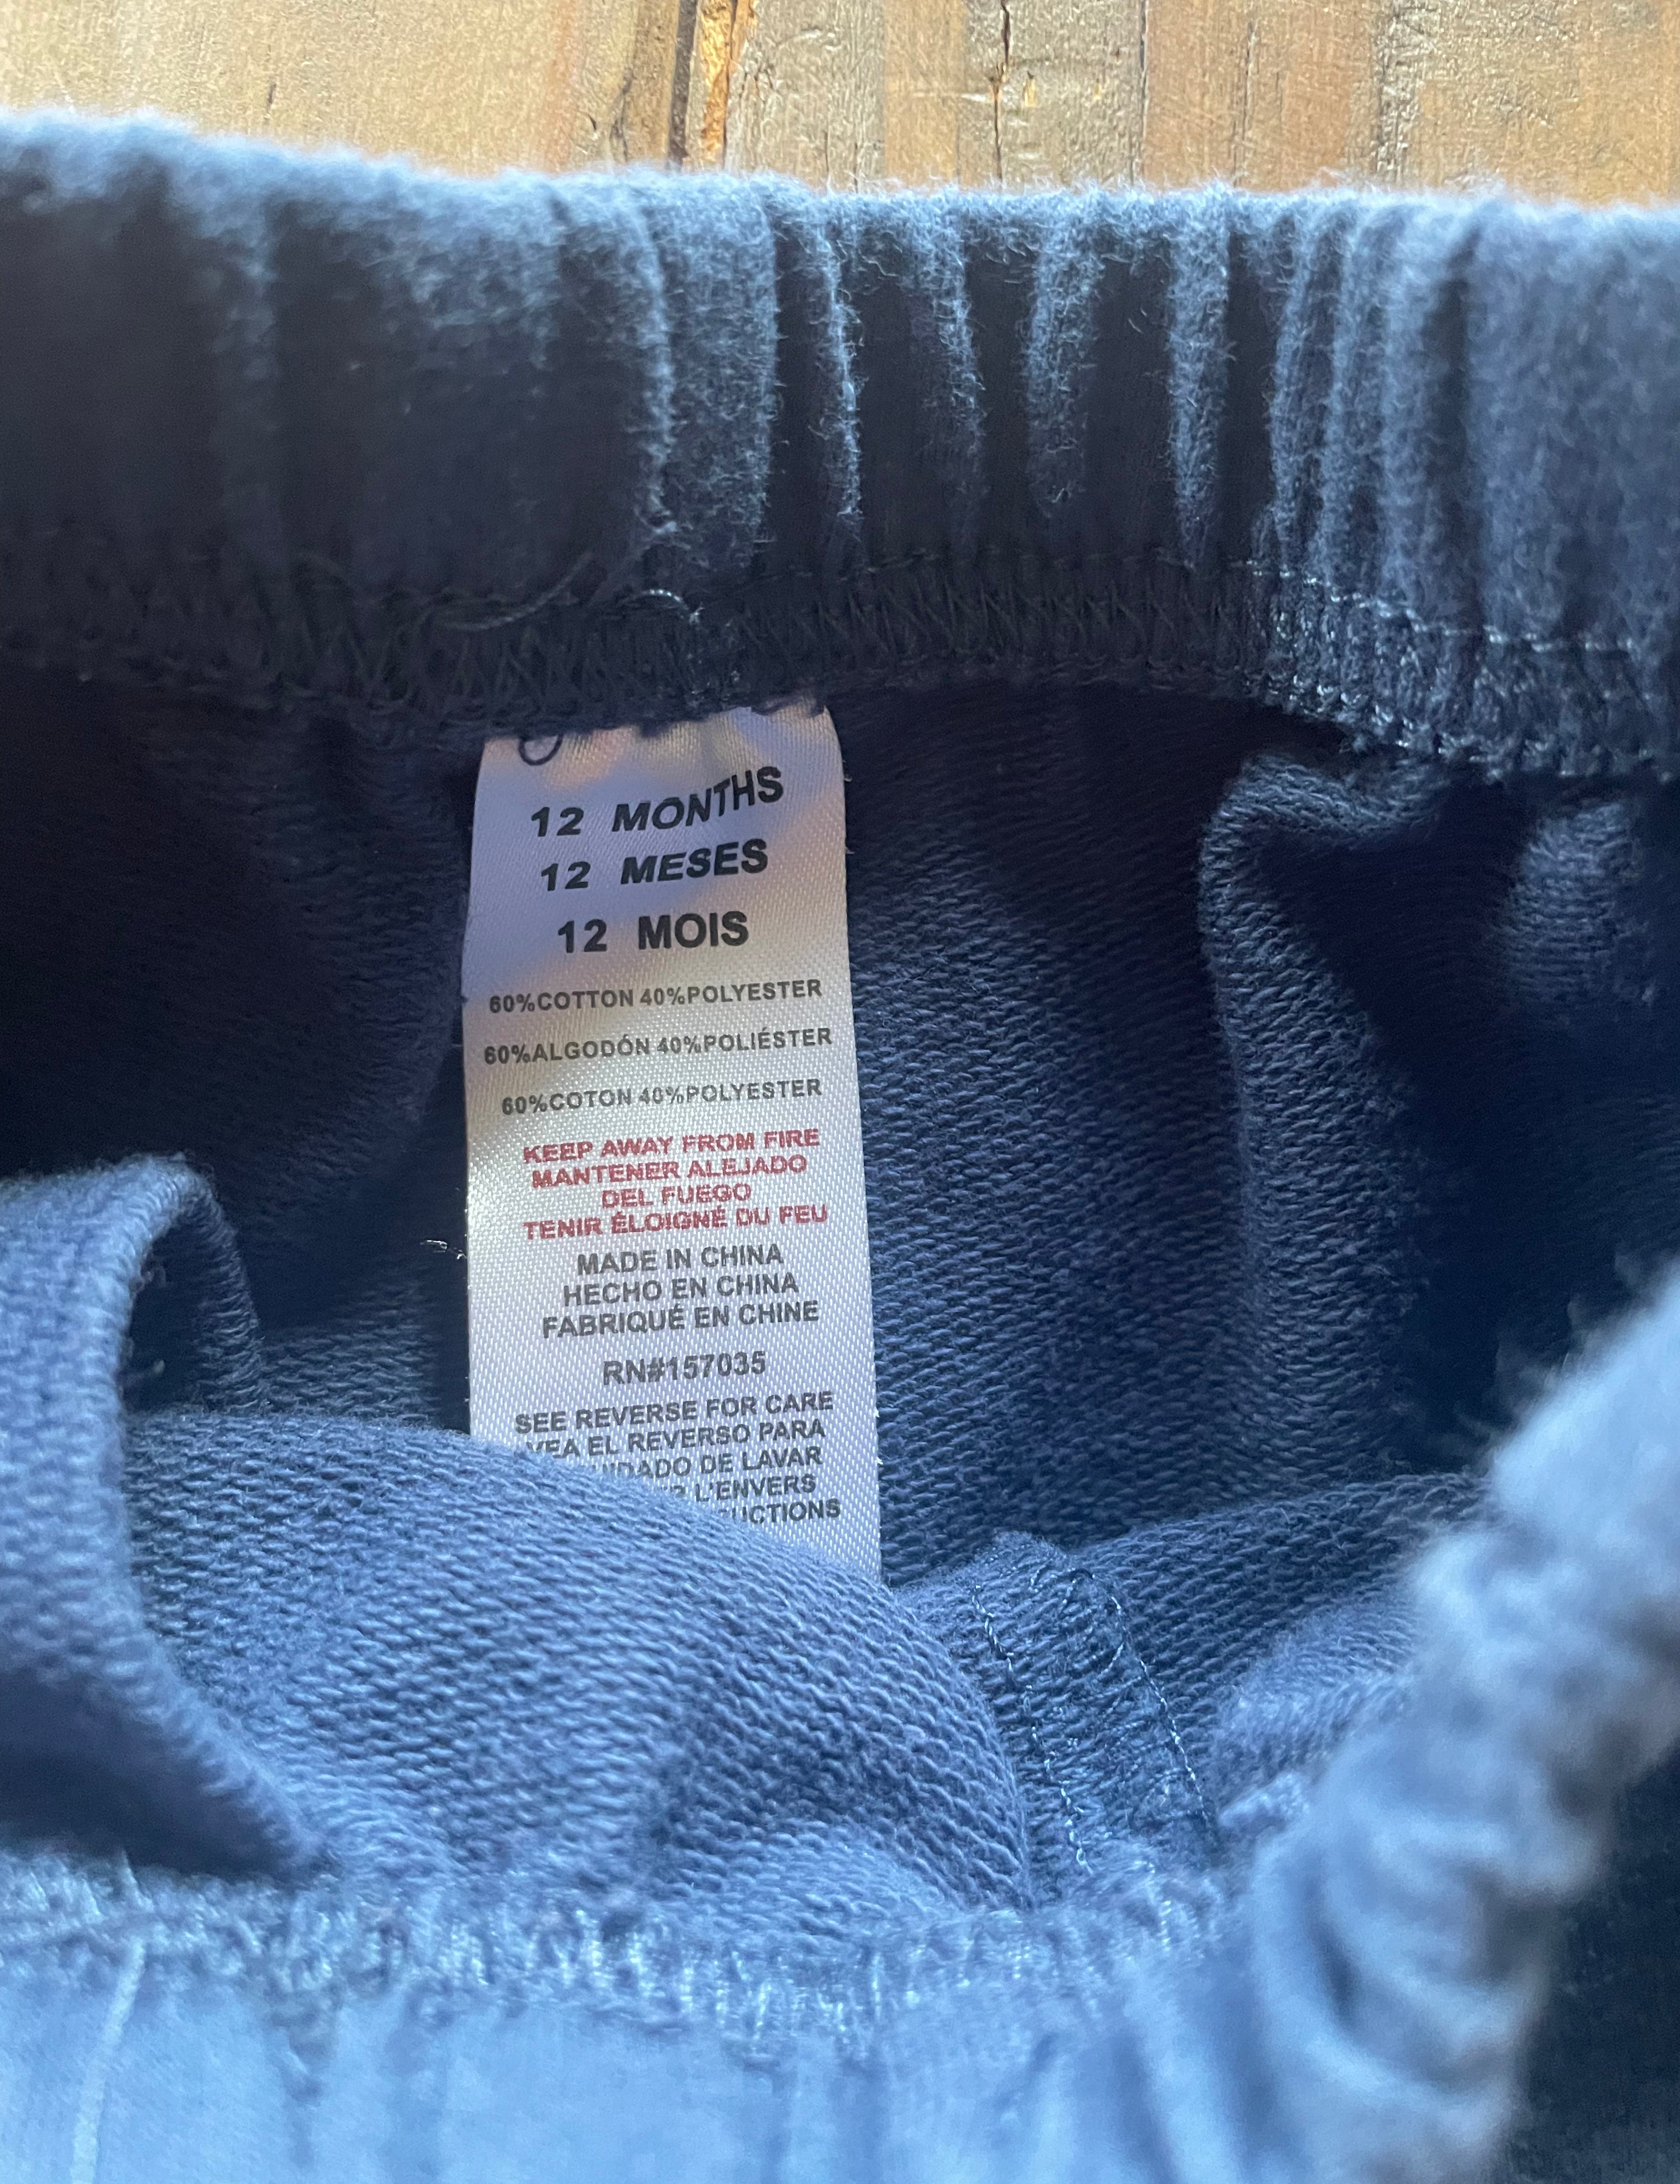 12 MONTHS
12 MESES
12 MOIS
60%COTTON 40%POLYESTER
60%ALGODÓN 40%POLIÉSTER
60%COTON 40%POLYESTER
KEEP AWAY FROM FIRE
MANTENER ALEJADO
DEL FUEGO
TENIR ÉLOIGNÉ DU FEU
MADE IN CHINA
HECHO EN CHINA
FABRIQUÉ EN CHINE
RN#157035
SEE REVERSE FOR CARE
VEA EL REVERSO PARA
DE LAVAR
L'ENVERS